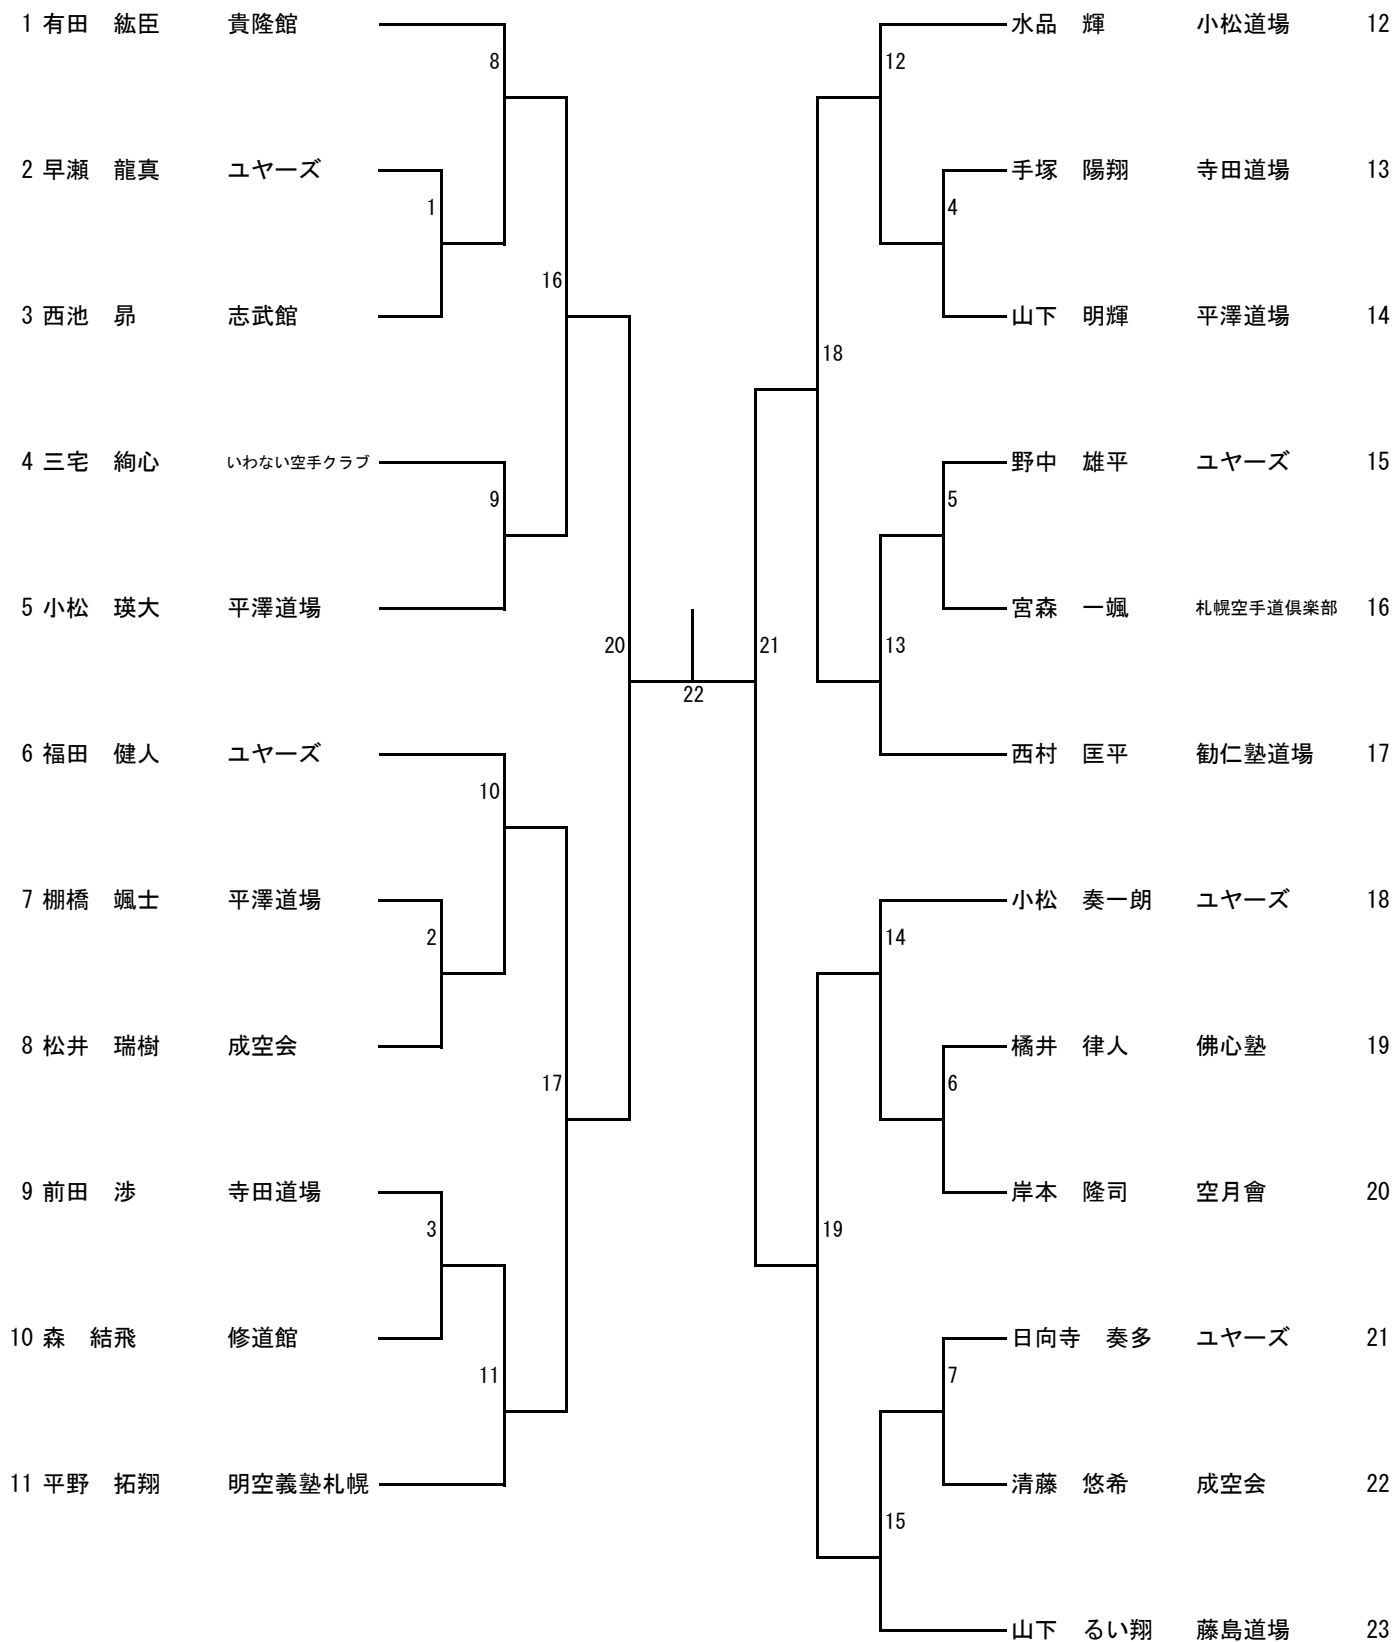 1 有田　紘臣　貴隆館
8
2 早瀬　龍真　ユヤーズ
1
16
3 西池　昴　志武館
4 三宅　絢心　いわない空手クラブ
9
5 小松　瑛大　平澤道場
20
6 福田　健人　ユヤーズ
10
7 棚橋　颯士　平澤道場
2
8 松井　瑞樹　成空会
17
9 前田　渉　寺田道場
3
10 森　結飛　修道館
11
11 平野　拓翔　明空義塾札幌
22
水品　輝　小松道場　12
12
手塚　陽翔　寺田道場　13
4
山下　明輝　平澤道場　14
18
野中　雄平　ユヤーズ　15
5
宮森　一颯　札幌空手道倶楽部　16
13
21
西村　匡平　勧仁塾道場　17
小松　奏一朗　ユヤーズ　18
14
橘井　律人　佛心塾　19
6
岸本　隆司　空月會　20
19
日向寺　奏多　ユヤーズ　21
7
清藤　悠希　成空会　22
15
山下　るい翔　藤島道場　23